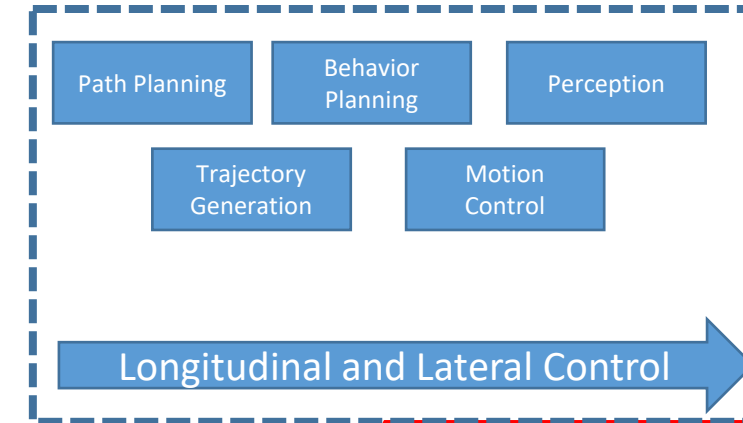 Path Planning
Behavior
Planning
Perception
Trajectory
Generation
Motion
Control
Longitudinal and Lateral Control